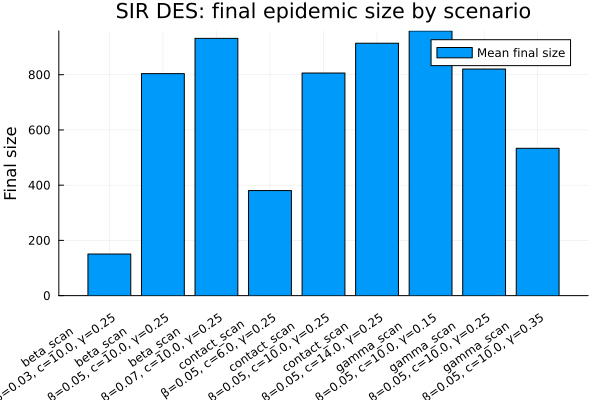 SIR DES: final epidemic size by scenario
Mean final size
Final size
800
600
400
200
0
beta_scan
β=0.03, c=10.0, γ=0.25
beta_scan
β=0.05, c=10.0, γ=0.25
beta_scan
β=0.07, c=10.0, γ=0.25
contact_scan
β=0.05, c=6.0, γ=0.25
contact_scan
β=0.05, c=10.0, γ=0.25
contact_scan
β=0.05, c=14.0, γ=0.25
gamma_scan
β=0.05, c=10.0, γ=0.15
gamma_scan
β=0.05, c=10.0, γ=0.25
gamma_scan
β=0.05, c=10.0, γ=0.35